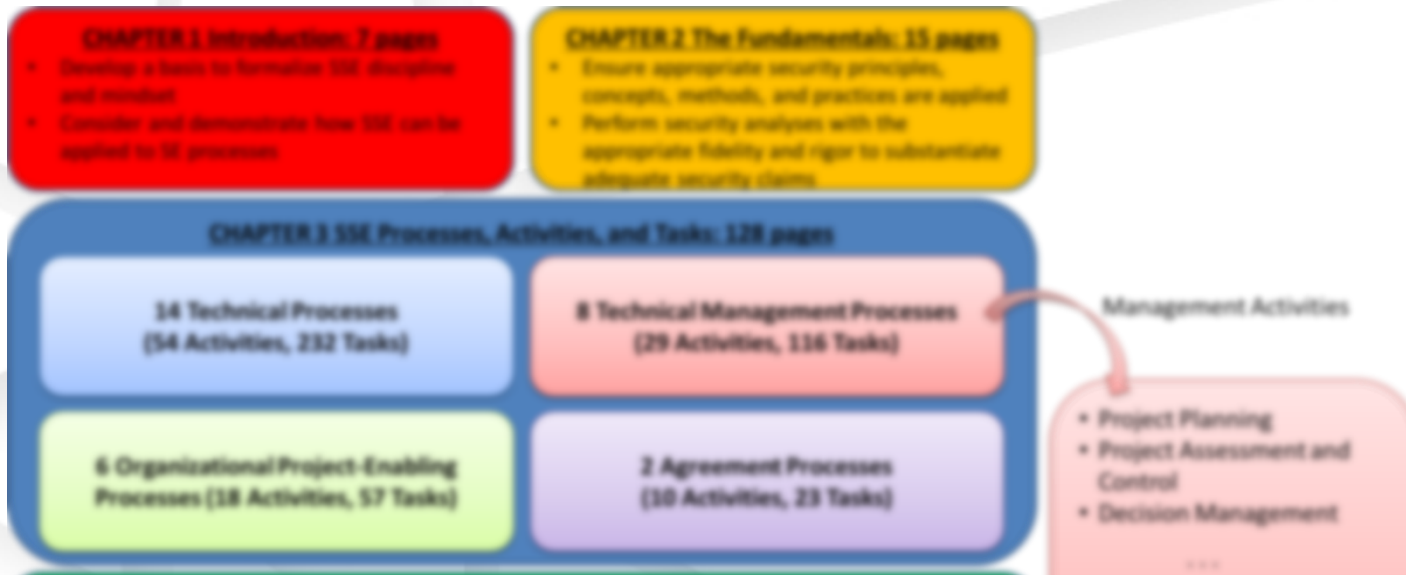 CHAPTER 1 Introduction: 7 pages
• Develop a basis to formalize SSE discipline
and mindset
• Consider and demonstrate how SSE can be
applied to SE processes
CHAPTER 2 The Fundamentals: 15 pages
• Ensure appropriate security principles,
concepts, methods, and practices are applied
• Perform security analyses with the
appropriate fidelity and rigor to substantiate
adequate security claims
CHAPTER 3 SSE Processes, Activities, and Tasks: 128 pages
14 Technical Processes
(54 Activities, 232 Tasks)
8 Technical Management Processes
(29 Activities, 116 Tasks)
6 Organizational Project-Enabling
Processes (18 Activities, 57 Tasks)
2 Agreement Processes
(10 Activities, 23 Tasks)
Management Activities
• Project Planning
• Project Assessment and
Control
• Decision Management
...